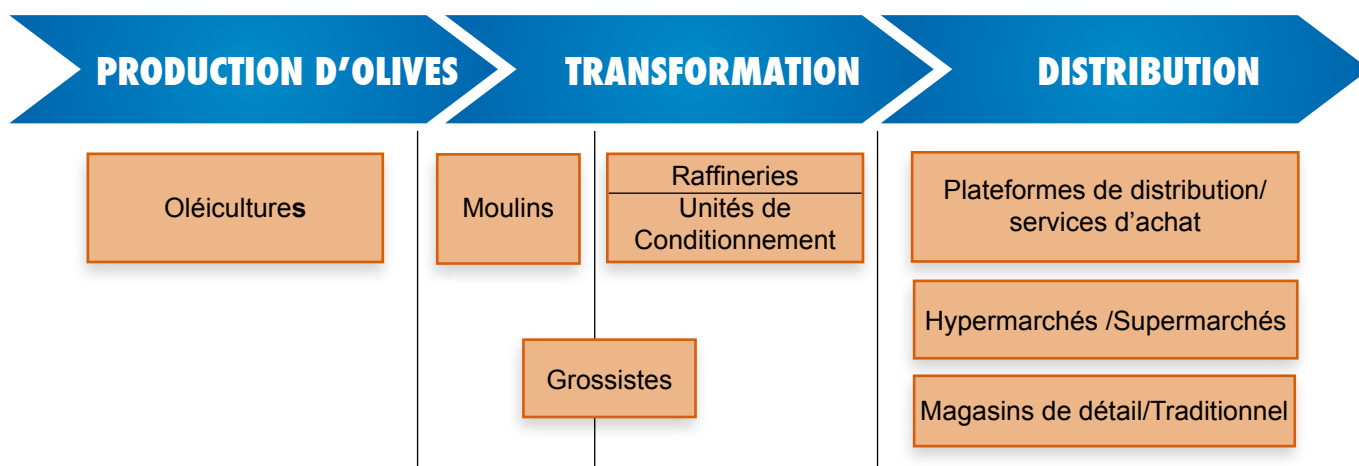 PRODUCTION D’OLIVES
TRANSFORMATION
DISTRIBUTION
Oléicultures
Moulins
Raffineries
Unités de
Conditionnement
Grossistes
Plateformes de distribution/
services d’achat
Hypermarchés /Supermarchés
Magasins de détail/Traditionnel